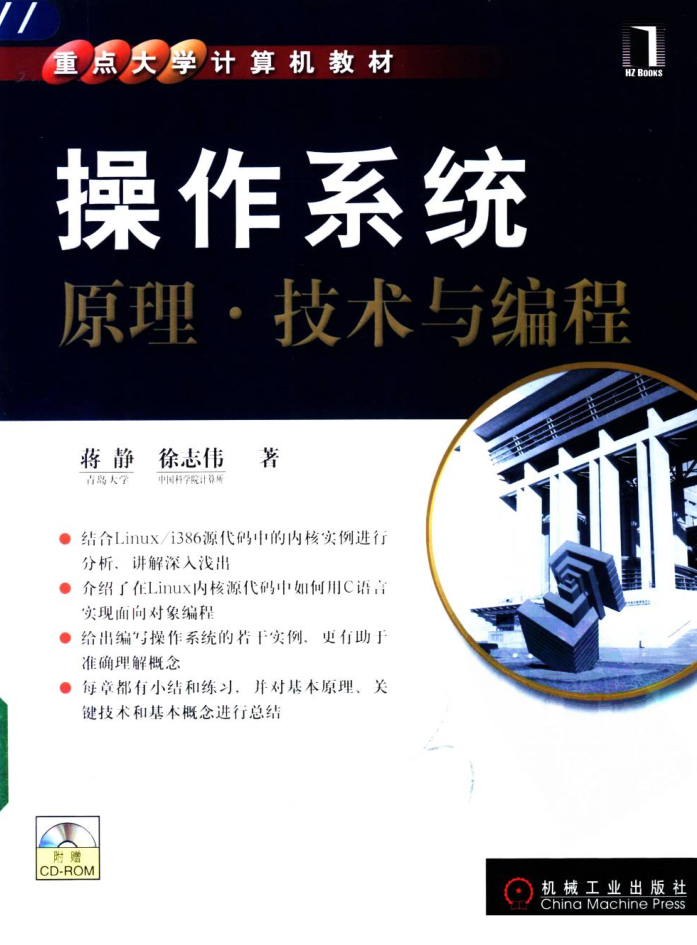 重点大学计算机教材
HZ BOOKS
操作系统
原理·技术与编程
蒋 静 徐志伟 著
青岛大学 中国科学院计算所
结合Linux/i386源代码中的内核实例进行
分析、讲解深入浅出
介绍了在Linux内核源代码中如何用C语言
实现面向对象编程
给出编写操作系统的若干实例，更有助于
准确理解概念
每章都有小结和练习，并对基本原理、关
键技术和基本概念进行总结
附赠
CD-ROM
机械工业出版社
China Machine Press